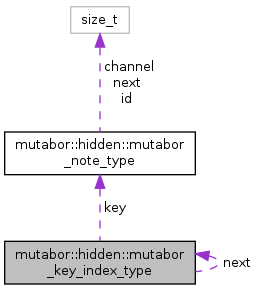 size_t
channel
next
id
mutabor::hidden::mutabor
_note_type
key
mutabor::hidden::mutabor
_key_index_type
next